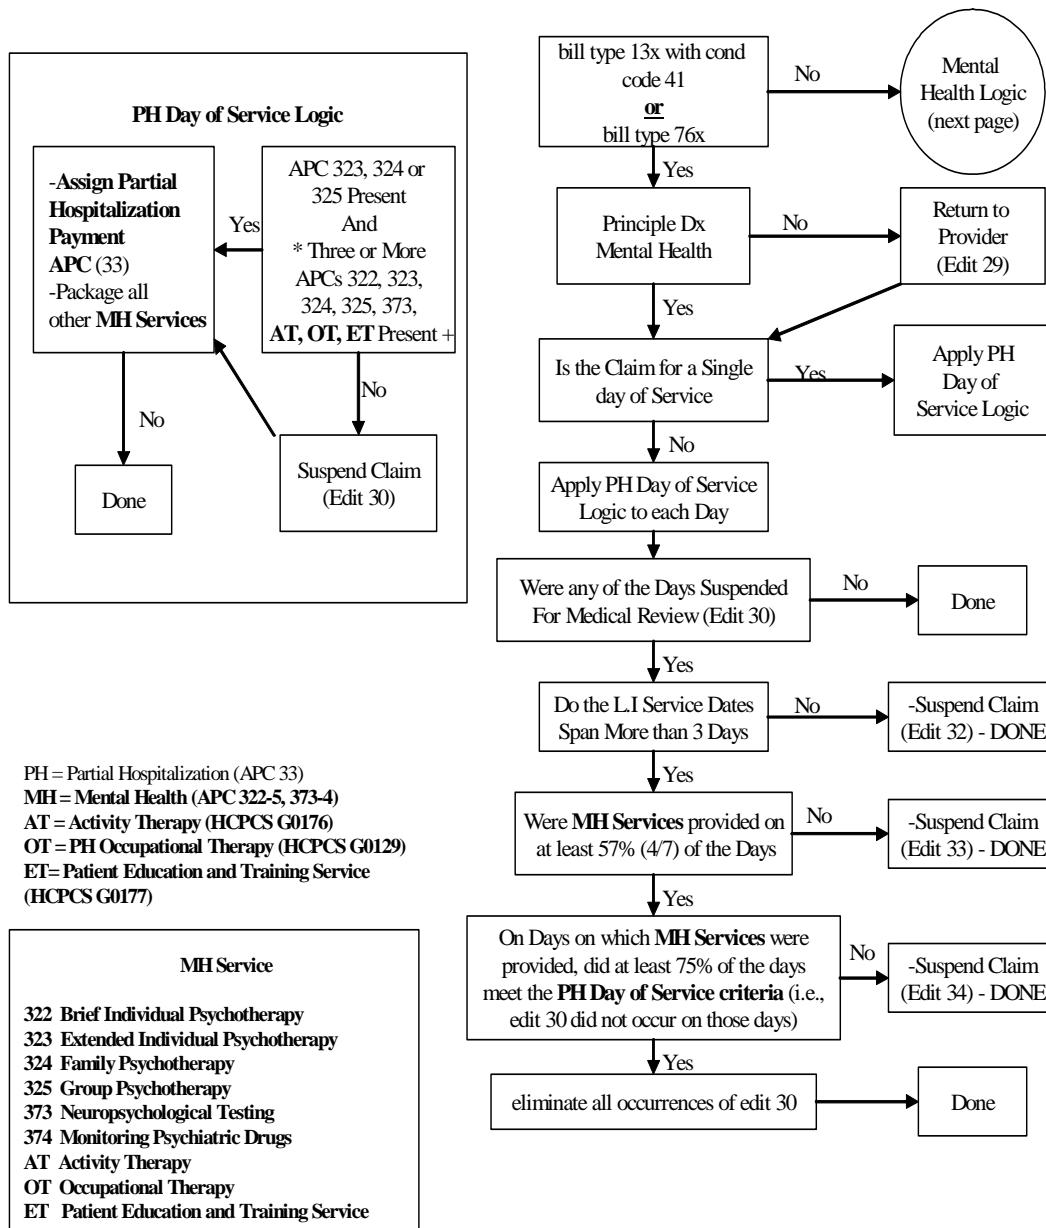 PH Day of Service Logic
-Assign Partial
Hospitalization
Payment
APC (33)
-Package all
other MH Services
Yes
APC 323, 324 or
325 Present
And
* Three or More
APCs 322, 323,
324, 325, 373,
AT, OT, ET Present +
No
No
Done
Suspend Claim
(Edit 30)
bill type 13x with cond
code 41
or
bill type 76x
No
Mental
Health Logic
(next page)
Yes
Principle Dx
Mental Health
No
Return to
Provider
(Edit 29)
Yes
Is the Claim for a Single
day of Service
Yes
Apply PH
Day of
Service Logic
No
Apply PH Day of Service
Logic to each Day
Were any of the Days Suspended
For Medical Review (Edit 30)
No
Done
Yes
Do the L.I Service Dates
Span More than 3 Days
No
-Suspend Claim
(Edit 32) - DONE
Yes
Were MH Services provided on
at least 57% (4/7) of the Days
No
-Suspend Claim
(Edit 33) - DONE
Yes
On Days on which MH Services were
provided, did at least 75% of the days
meet the PH Day of Service criteria (i.e.,
edit 30 did not occur on those days)
No
-Suspend Claim
(Edit 34) - DONE
Yes
eliminate all occurrences of edit 30
Done
PH = Partial Hospitalization (APC 33)
MH = Mental Health (APC 322-5, 373-4)
AT = Activity Therapy (HCPCS G0176)
OT = PH Occupational Therapy (HCPCS G0129)
ET= Patient Education and Training Service
(HCPCS G0177)
MH Service
322 Brief Individual Psychotherapy
323 Extended Individual Psychotherapy
324 Family Psychotherapy
325 Group Psychotherapy
373 Neuropsychological Testing
374 Monitoring Psychiatric Drugs
AT Activity Therapy
OT Occupational Therapy
ET Patient Education and Training Service